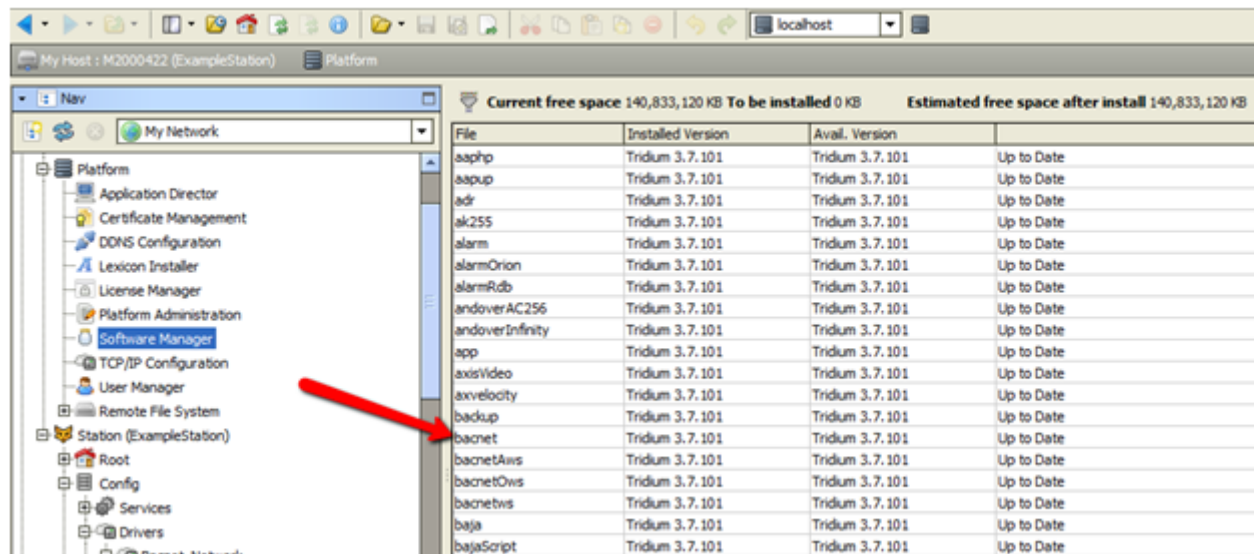 localhost
My Host : M2000422 (ExampleStation) Platform
Nav
My Network
Platform
Application Director
Certificate Management
DDNS Configuration
Lexicon Installer
License Manager
Platform Administration
Software Manager
TCP/IP Configuration
User Manager
Remote File System
Station (ExampleStation)
Root
Config
Services
Drivers
Bacnet Network
Current free space 140,833,120 KB To be installed 0 KB Estimated free space after install 140,833,120 KB
File Installed Version Avail. Version
aaphp Tridium 3.7.101 Tridium 3.7.101 Up to Date
aapup Tridium 3.7.101 Tridium 3.7.101 Up to Date
adr Tridium 3.7.101 Tridium 3.7.101 Up to Date
ak255 Tridium 3.7.101 Tridium 3.7.101 Up to Date
alarm Tridium 3.7.101 Tridium 3.7.101 Up to Date
alarmOrion Tridium 3.7.101 Tridium 3.7.101 Up to Date
alarmRdb Tridium 3.7.101 Tridium 3.7.101 Up to Date
andoverAC256 Tridium 3.7.101 Tridium 3.7.101 Up to Date
andoverInfinity Tridium 3.7.101 Tridium 3.7.101 Up to Date
app Tridium 3.7.101 Tridium 3.7.101 Up to Date
axisVideo Tridium 3.7.101 Tridium 3.7.101 Up to Date
axvelocity Tridium 3.7.101 Tridium 3.7.101 Up to Date
backup Tridium 3.7.101 Tridium 3.7.101 Up to Date
bacnet Tridium 3.7.101 Tridium 3.7.101 Up to Date
bacnetAws Tridium 3.7.101 Tridium 3.7.101 Up to Date
bacnetOws Tridium 3.7.101 Tridium 3.7.101 Up to Date
bacnetws Tridium 3.7.101 Tridium 3.7.101 Up to Date
baja Tridium 3.7.101 Tridium 3.7.101 Up to Date
bajaScript Tridium 3.7.101 Tridium 3.7.101 Up to Date